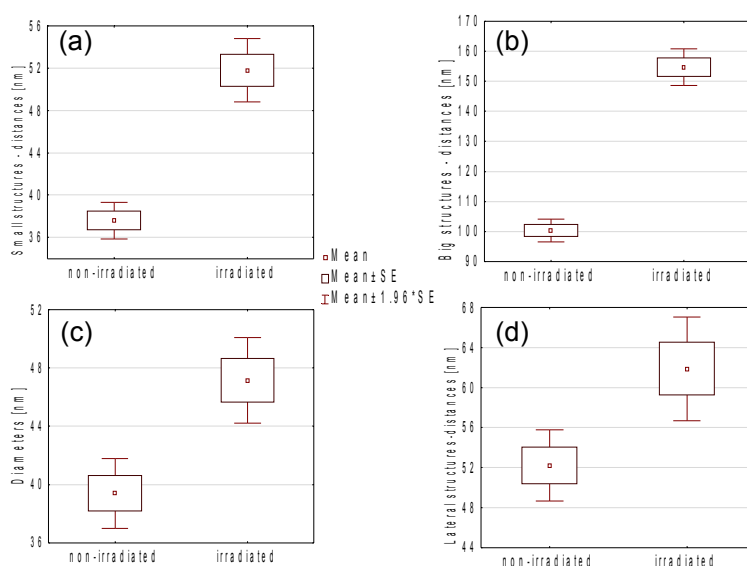 (a)
Small structures - distances [nm]
56
52
48
40
36
non-irradiated irradiated
(b)
Big structures - distances [nm]
170
160
150
140
130
120
110
100
90
non-irradiated irradiated
Mean
Mean±SE
Mean±1.96*SE
(c)
Diameters [nm]
52
48
44
40
36
non-irradiated irradiated
(d)
Lateral structures-distances [nm]
68
64
60
56
52
48
44
non-irradiated irradiated